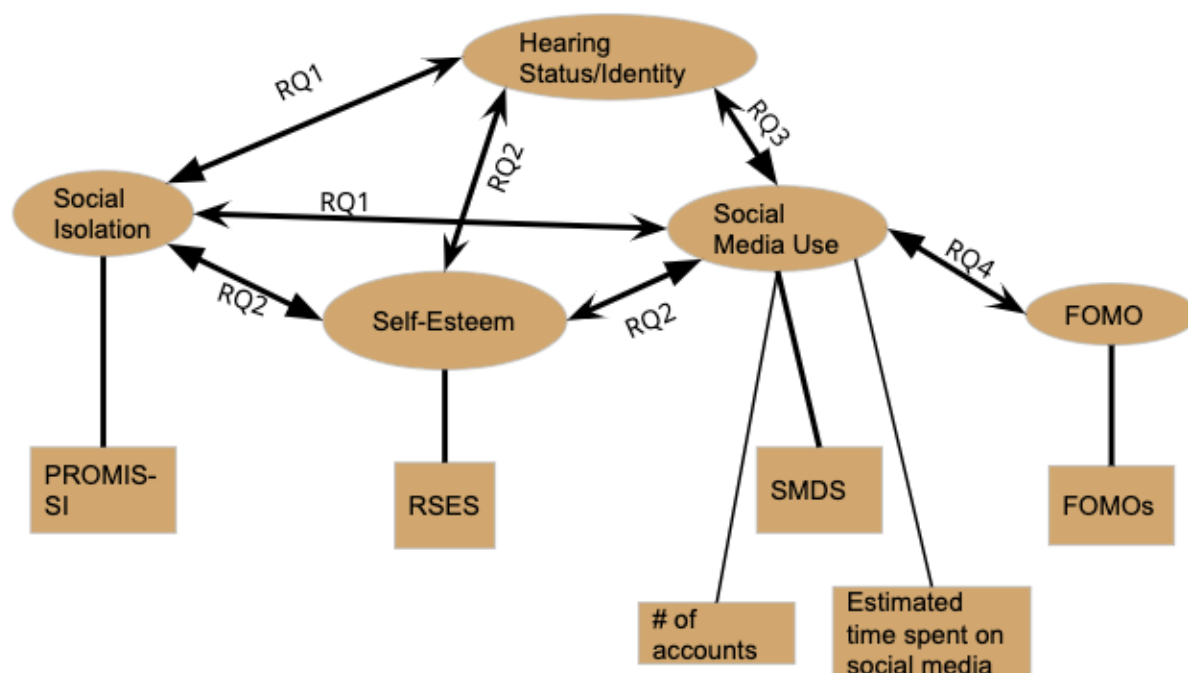 Hearing
Status/Identity
RQ1
RQ2
RQ3
Social
Isolation
RQ1
Social
Media Use
RQ2
Self-Esteem
RQ2
RQ4
FOMO
PROMIS-
SI
RSES
SMDS
FOMOs
# of
accounts
Estimated
time spent on
social media